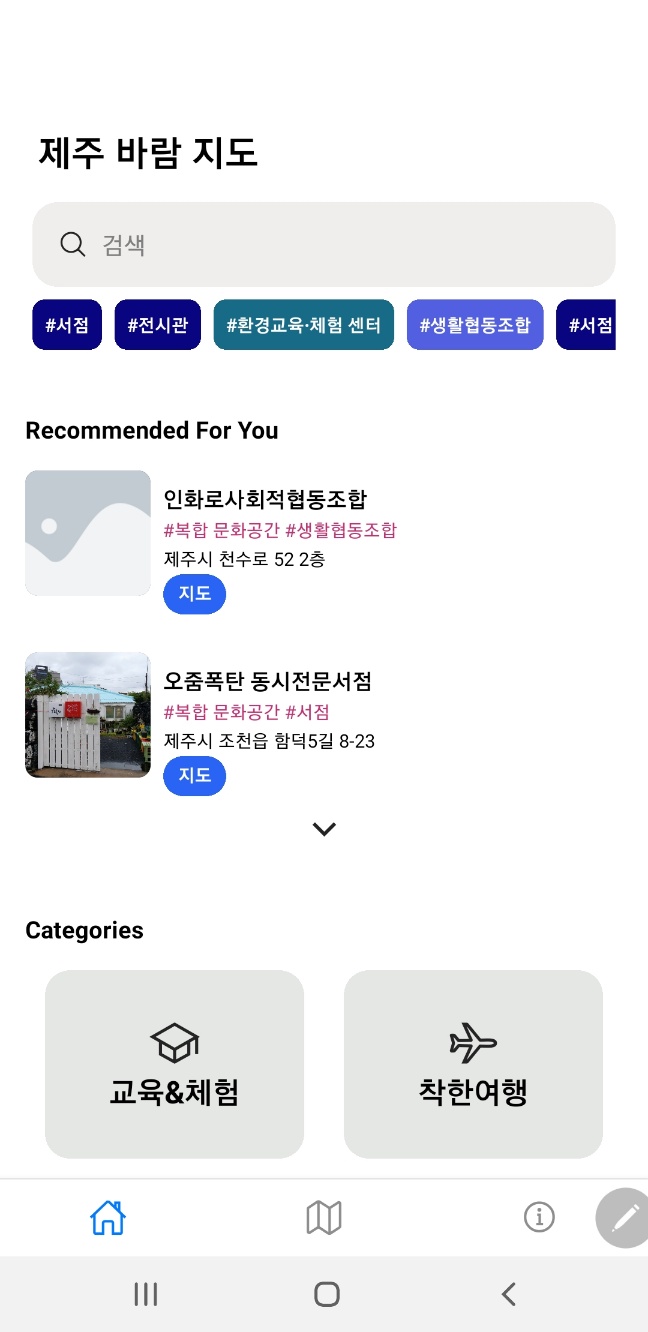 제주 바람 지도
검색
#서점 #전시관 #환경교육·체험 센터 #생활협동조합 #서점
Recommended For You
인화로사회적협동조합
#복합 문화공간 #생활협동조합
제주시 천수로 52 2층
지도
오줌폭탄 동시전문서점
#복합 문화공간 #서점
제주시 조천읍 함덕5길 8-23
지도
Categories
교육&체험 착한여행